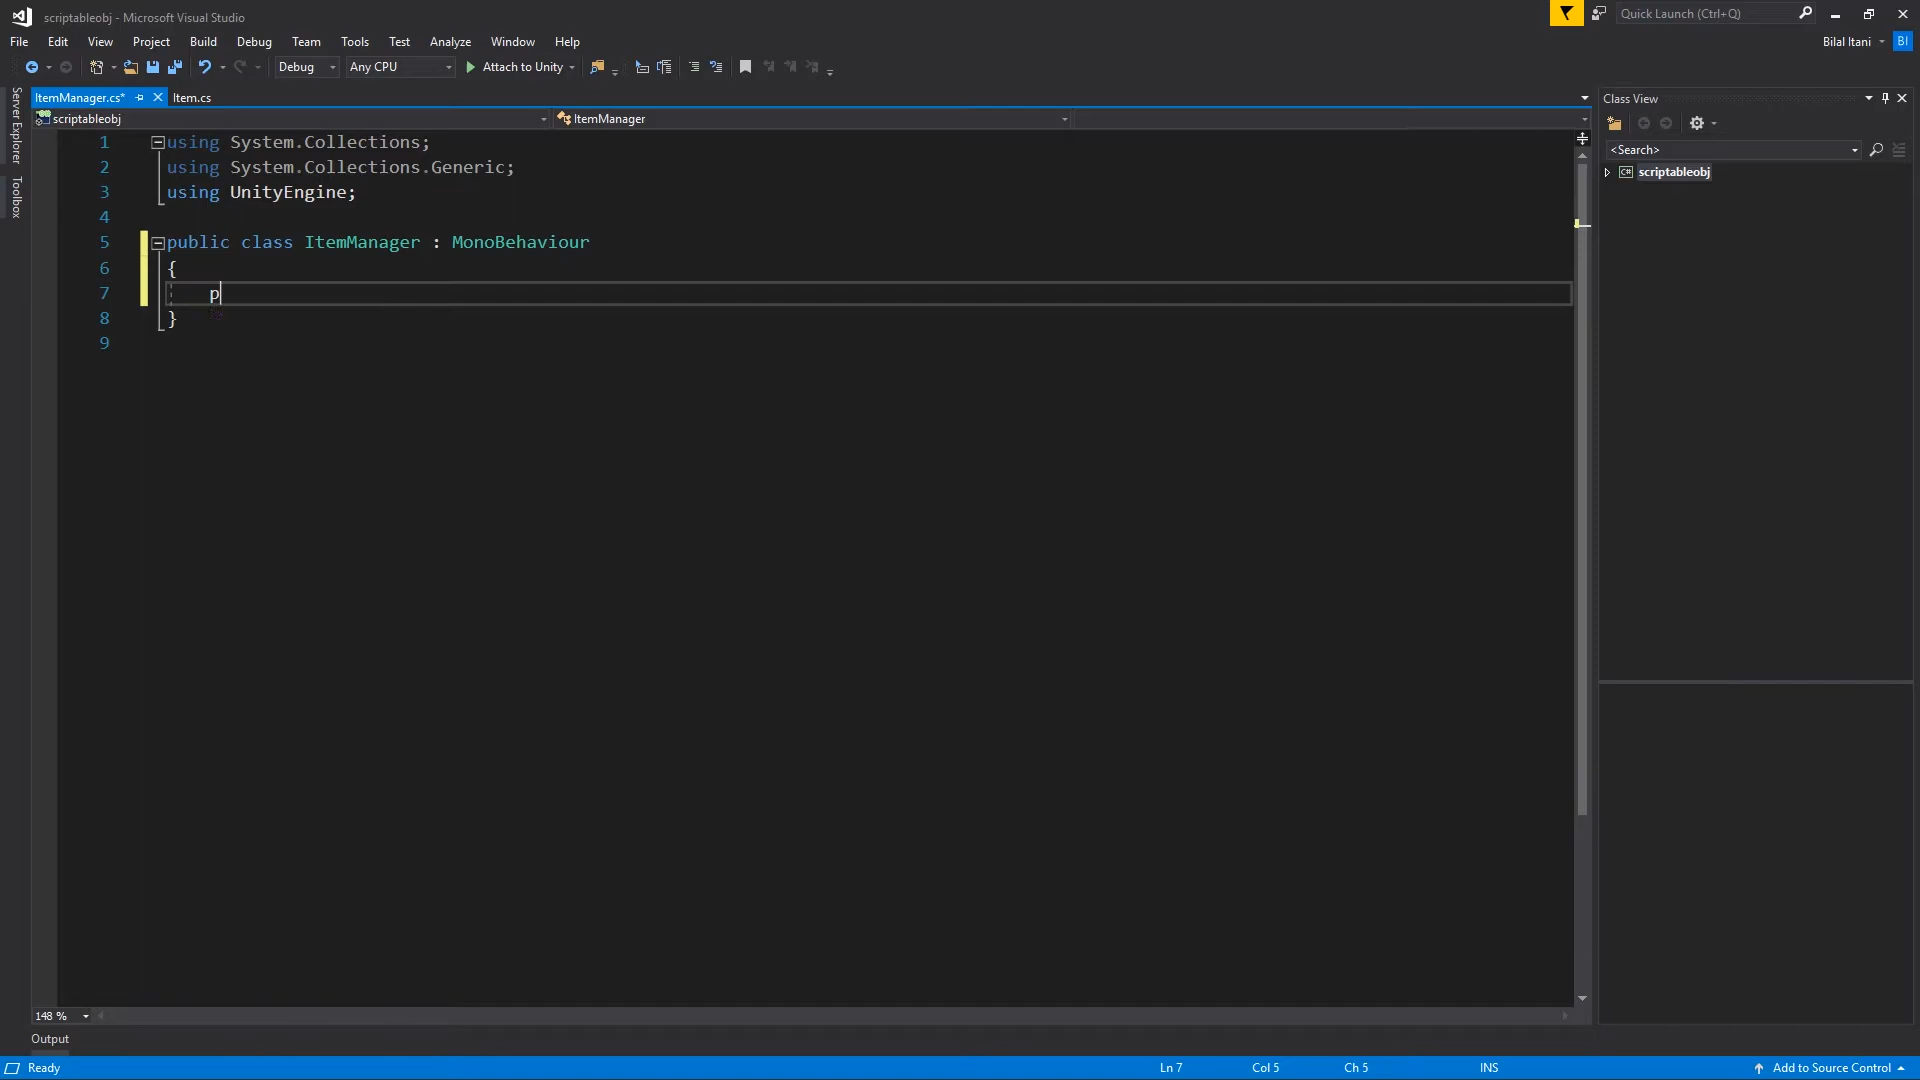 scriptableobj - Microsoft Visual Studio
Quick Launch (Ctrl+Q)
File Edit View Project Build Debug Team Tools Test Analyze Window Help
Bilal Itani BI
Debug Any CPU Attach to Unity
Server Explorer
Toolbox
ItemManager.cs* Item.cs
scriptableobj ItemManager
1 using System.Collections;
2 using System.Collections.Generic;
3 using UnityEngine;
4
5 public class ItemManager : MonoBehaviour
6 {
7 p
8 }
9
Class View
<Search>
C# scriptableobj
148 %
Output
Ready Ln 7 Col 5 Ch 5 INS Add to Source Control